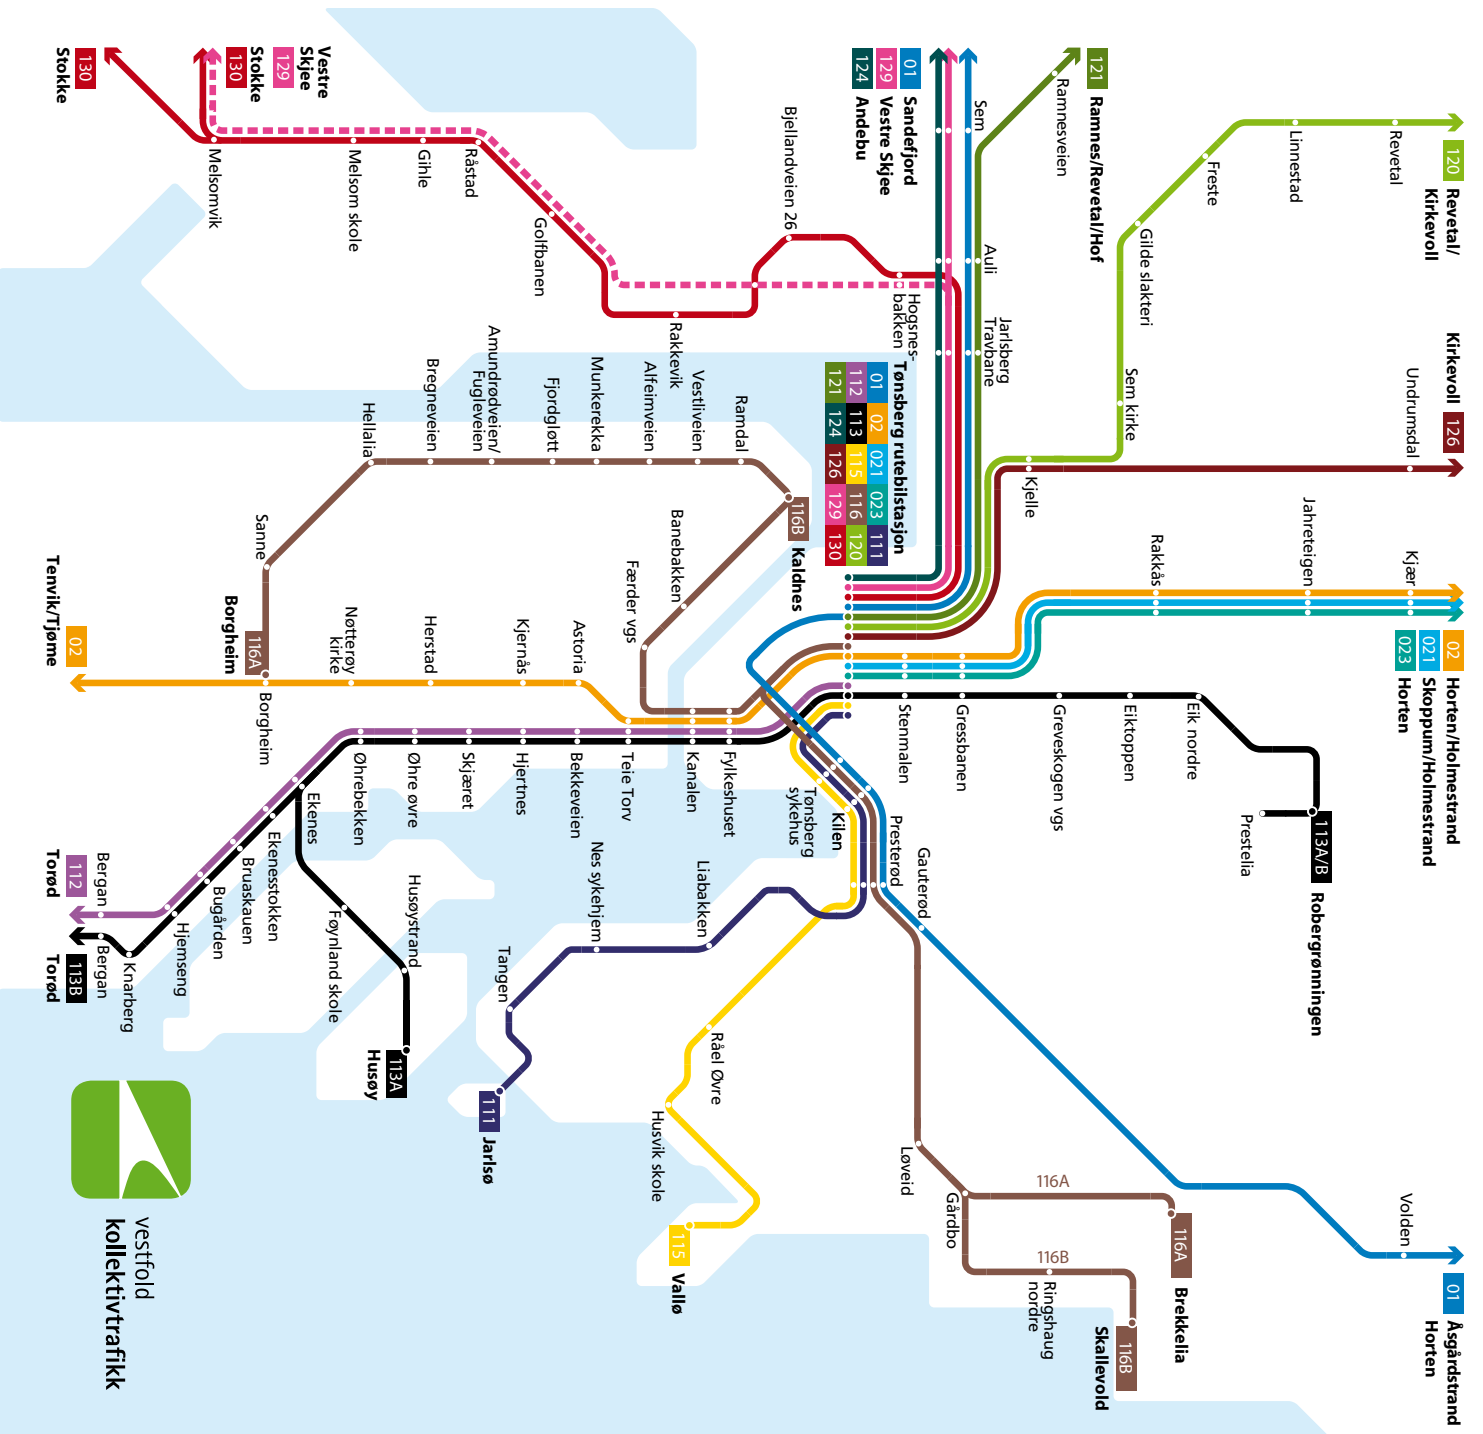 120
Revetal/
Kirkevoll
Kirkevoll
126
02
021
023
Horten/Holmestrand
Skoppum/Holmestrand
Horten
01
Åsgårdstrand
Horten
Revetal
Undrumsdal
Kjær
Volden
Linnestad
Jahreteigen
Freste
Rakkås
Gilde slakteri
Sem kirke
Kjelle
Eik nordre
Eiktoppen
Greveskogen vgs
Gressbanen
Stenmalen
113A/B
Robergrønningen
Prestelia
121
Ramnes/Revetal/Hof
Ramnesveien
Sem
Auli
Jarlsberg
Travbane
01
129
124
Sandefjord
Vestre Skjee
Andebu
Hogsnes-
bakken
Bjellandveien 26
Rakkevik
Golfbanen
Råstad
Gihle
Melsom skole
Melsomvik
Vestre
Skjee
129
130
Stokke
130
Stokke
Tønsberg rutebilstasjon
01
02
021
023
111
112
113
115
116
120
121
124
126
129
130
116A
Brekkelia
116A
116B
Ringshaug
nordre
116B
Skallevold
Gårdbo
Løveid
Gauterød
Presterød
Kilen
Tønsberg
sykehus
116B
Kaldnes
Ramdal
Vestliveien
Alfeimveien
Munkerekka
Fjordgløtt
Amundrødveien/
Fugleveien
Bregneveien
Hellalia
Sanne
Borgheim
116A
Banebakken
Færder vgs
Astoria
Kjernås
Herstad
Nøtterøy
kirke
Borgheim
Tenvik/Tjøme
02
Fylkeshuset
Kanalen
Teie Torv
Bekkeveien
Hjertnes
Skjæret
Øhre øvre
Øhrebekken
Ekenes
Ekenesstokken
Bruaskauen
Bugården
Hjemseng
Knarberg
Bergan
Bergan
Torød
112
Torød
113B
Husøystrand
Føynland skole
113A
Husøy
Liabakken
Nes sykehjem
Tangen
111
Jarlsø
Råel Øvre
Husvik skole
115
Vallø
vestfold
kollektivtrafikk